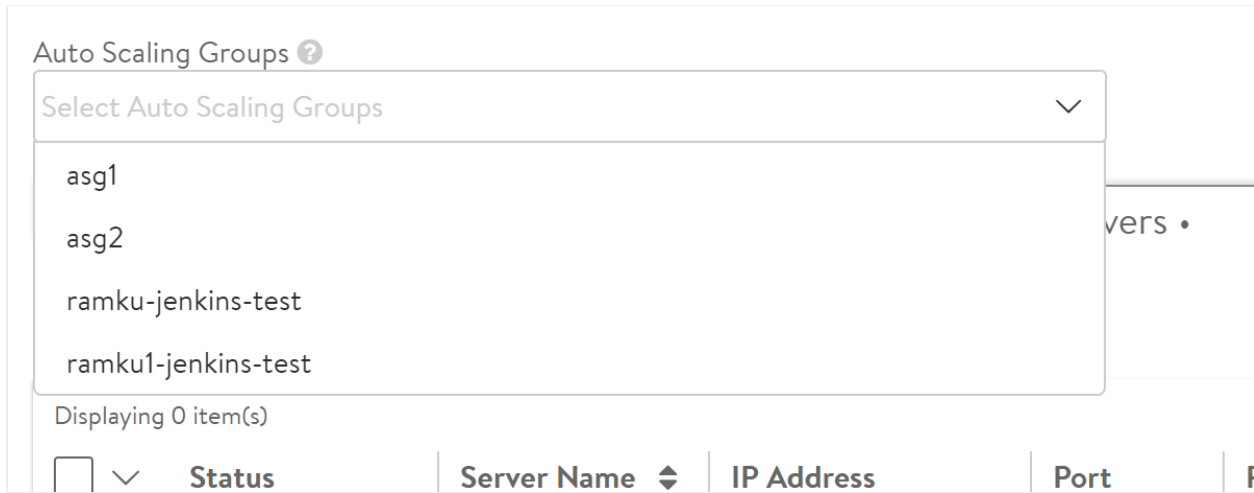 Auto Scaling Groups ?
Select Auto Scaling Groups
asg1
asg2
vers •
ramku-jenkins-test
ramku1-jenkins-test
Displaying 0 item(s)
Status Server Name IP Address Port